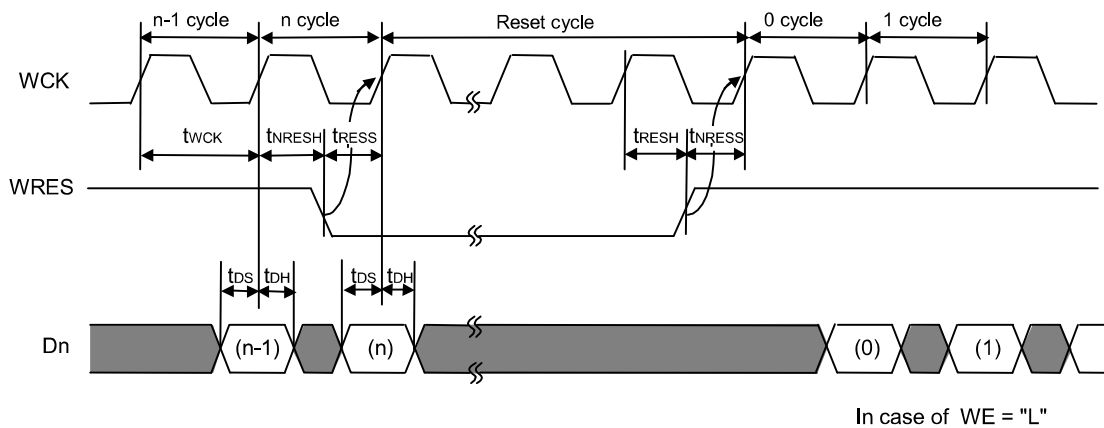 n-1 cycle n cycle Reset cycle 0 cycle 1 cycle
WCK
tWCK tNRESH tRESS tRESH tNRESS
WRES
tDS tDH tDS tDH
Dn (n-1) (n) (0) (1)
In case of WE = "L"